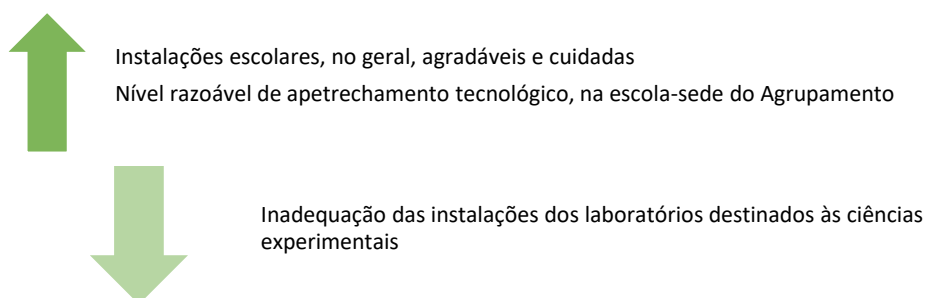 Instalações escolares, no geral, agradáveis e cuidadas
Nível razoável de apetrechamento tecnológico, na escola-sede do Agrupamento
Inadequação das instalações dos laboratórios destinados às ciências
experimentais